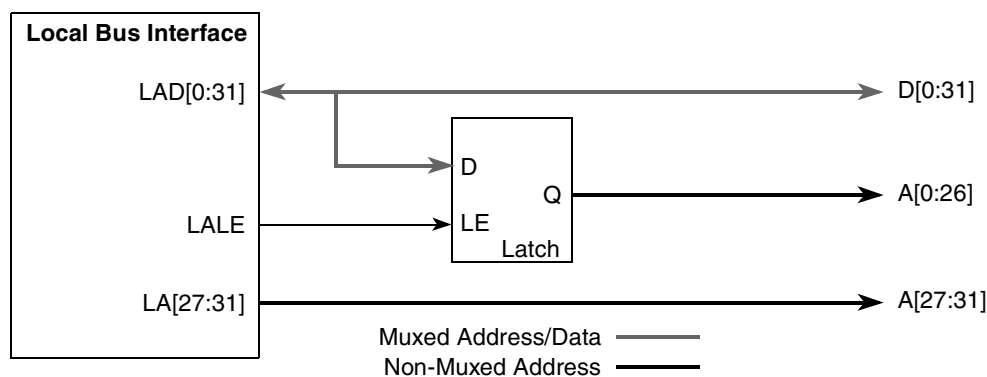 Local Bus Interface
LAD[0:31]
D[0:31]
D
Q
A[0:26]
LALE
LE
Latch
LA[27:31]
A[27:31]
Muxed Address/Data
Non-Muxed Address